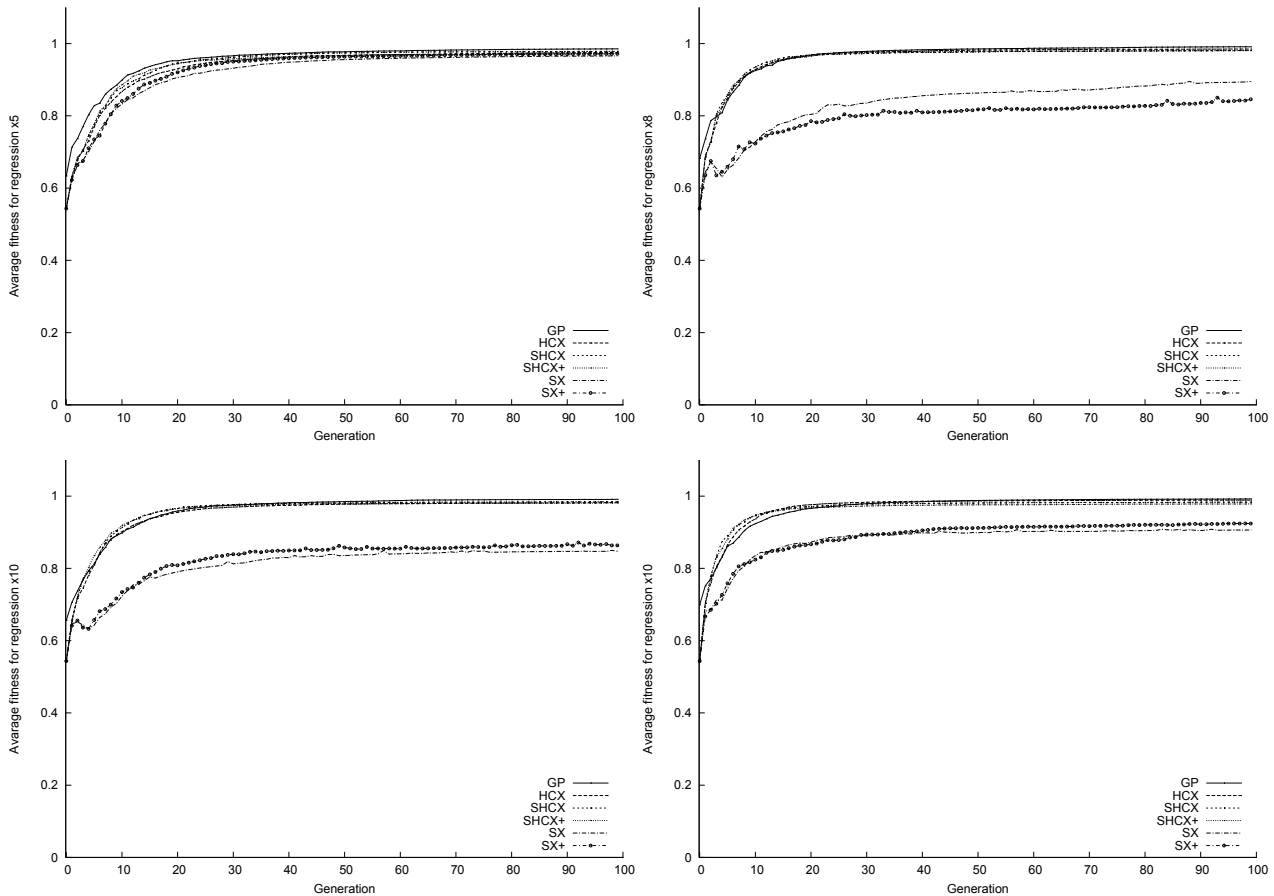 Avarage fitness for regression x5
1
0.8
0.6
0.4
0.2
0
0 10 20 30 40 50 60 70 80 90 100
Generation
GP
HCX
SHCX
SHCX+
SX
SX+
Avarage fitness for regression x8
1
0.8
0.6
0.4
0.2
0
0 10 20 30 40 50 60 70 80 90 100
Generation
GP
HCX
SHCX
SHCX+
SX
SX+
Avarage fitness for regression x10
1
0.8
0.6
0.4
0.2
0
0 10 20 30 40 50 60 70 80 90 100
Generation
GP
HCX
SHCX
SHCX+
SX
SX+
Avarage fitness for regression x12
1
0.8
0.6
0.4
0.2
0
0 10 20 30 40 50 60 70 80 90 100
Generation
GP
HCX
SHCX
SHCX+
SX
SX+